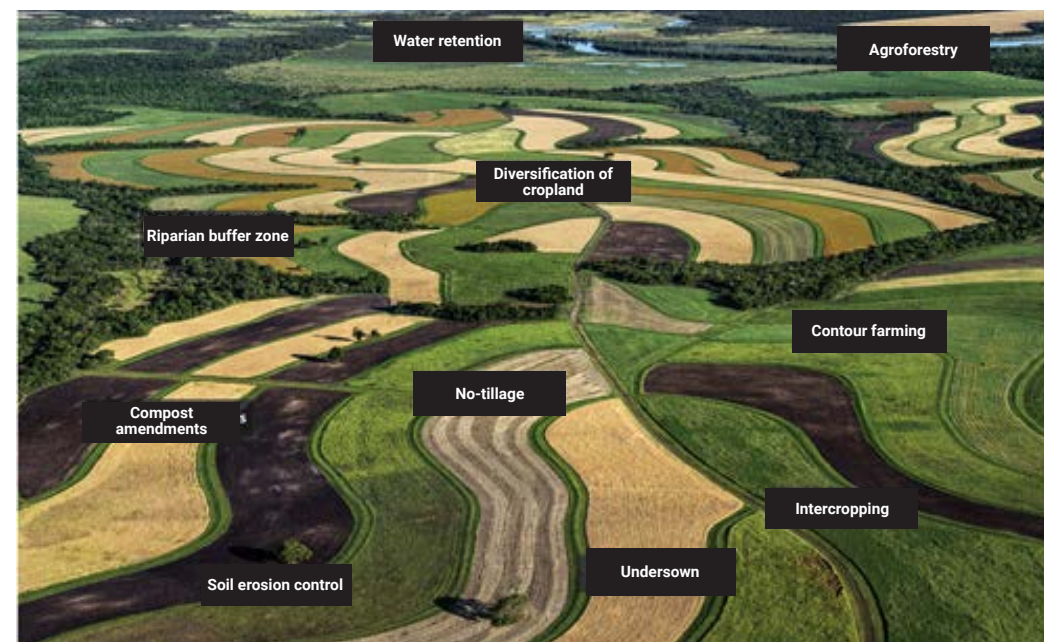 Water retention
Agroforestry
Diversification of
cropland
Riparian buffer zone
Contour farming
No-tillage
Compost
amendments
Intercropping
Undersown
Soil erosion control